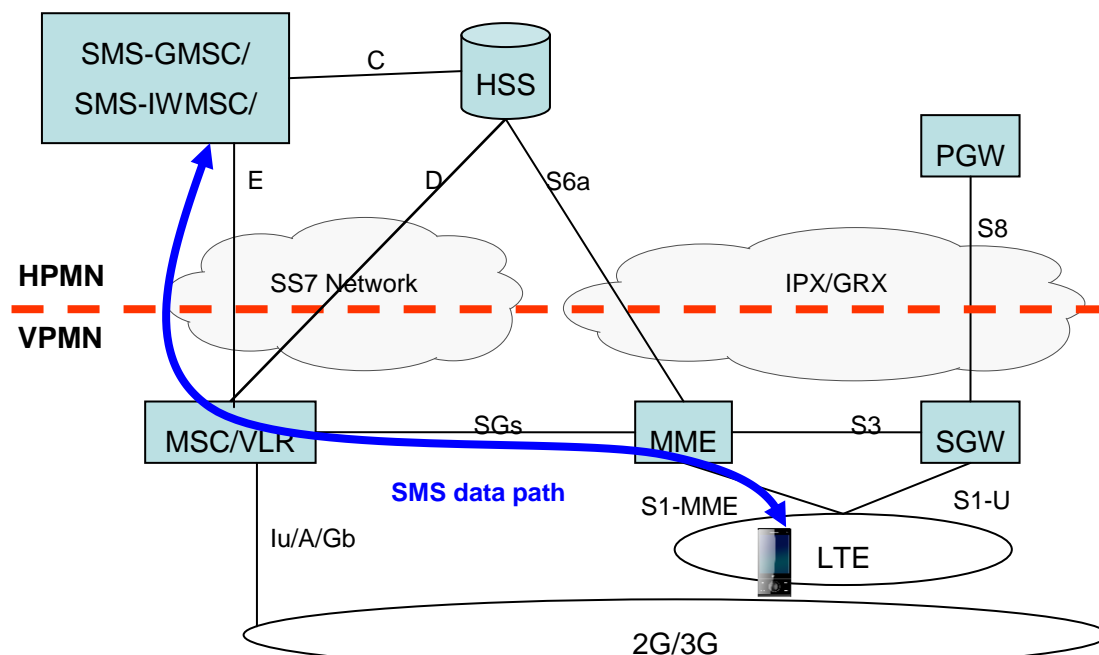 SMS-GMSC/
SMS-IWMSC/
C
HSS
PGW
E
D
S6a
S8
SS7 Network
IPX/GRX
HPMN
VPMN
MSC/VLR
SGs
MME
S3
SGW
SMS data path
S1-MME
S1-U
Iu/A/Gb
LTE
2G/3G